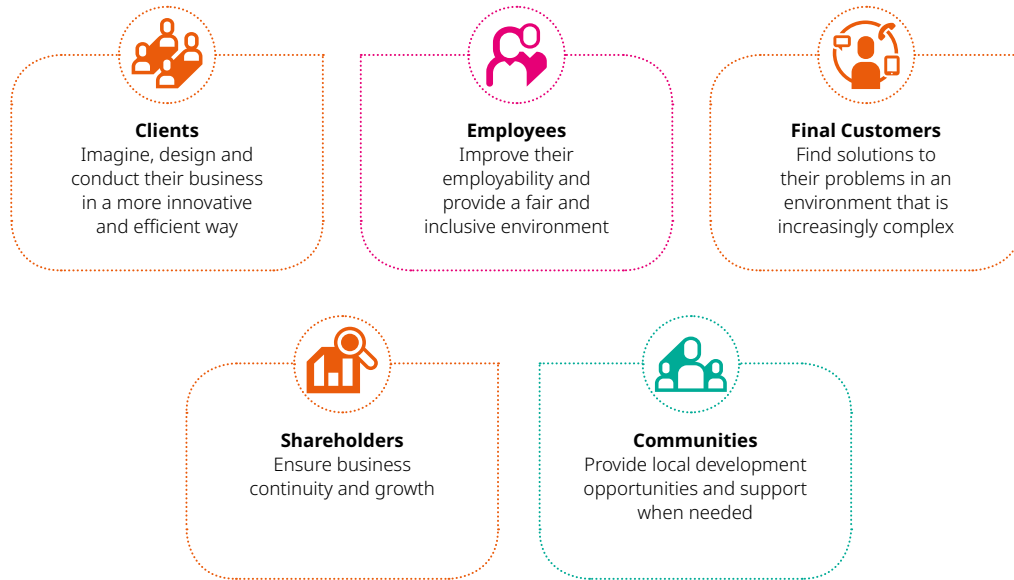 Clients
Imagine, design and
conduct their business
in a more innovative
and efficient way
Employees
Improve their
employability and
provide a fair and
inclusive environment
Final Customers
Find solutions to
their problems in an
environment that is
increasingly complex
Shareholders
Ensure business
continuity and growth
Communities
Provide local development
opportunities and support
when needed